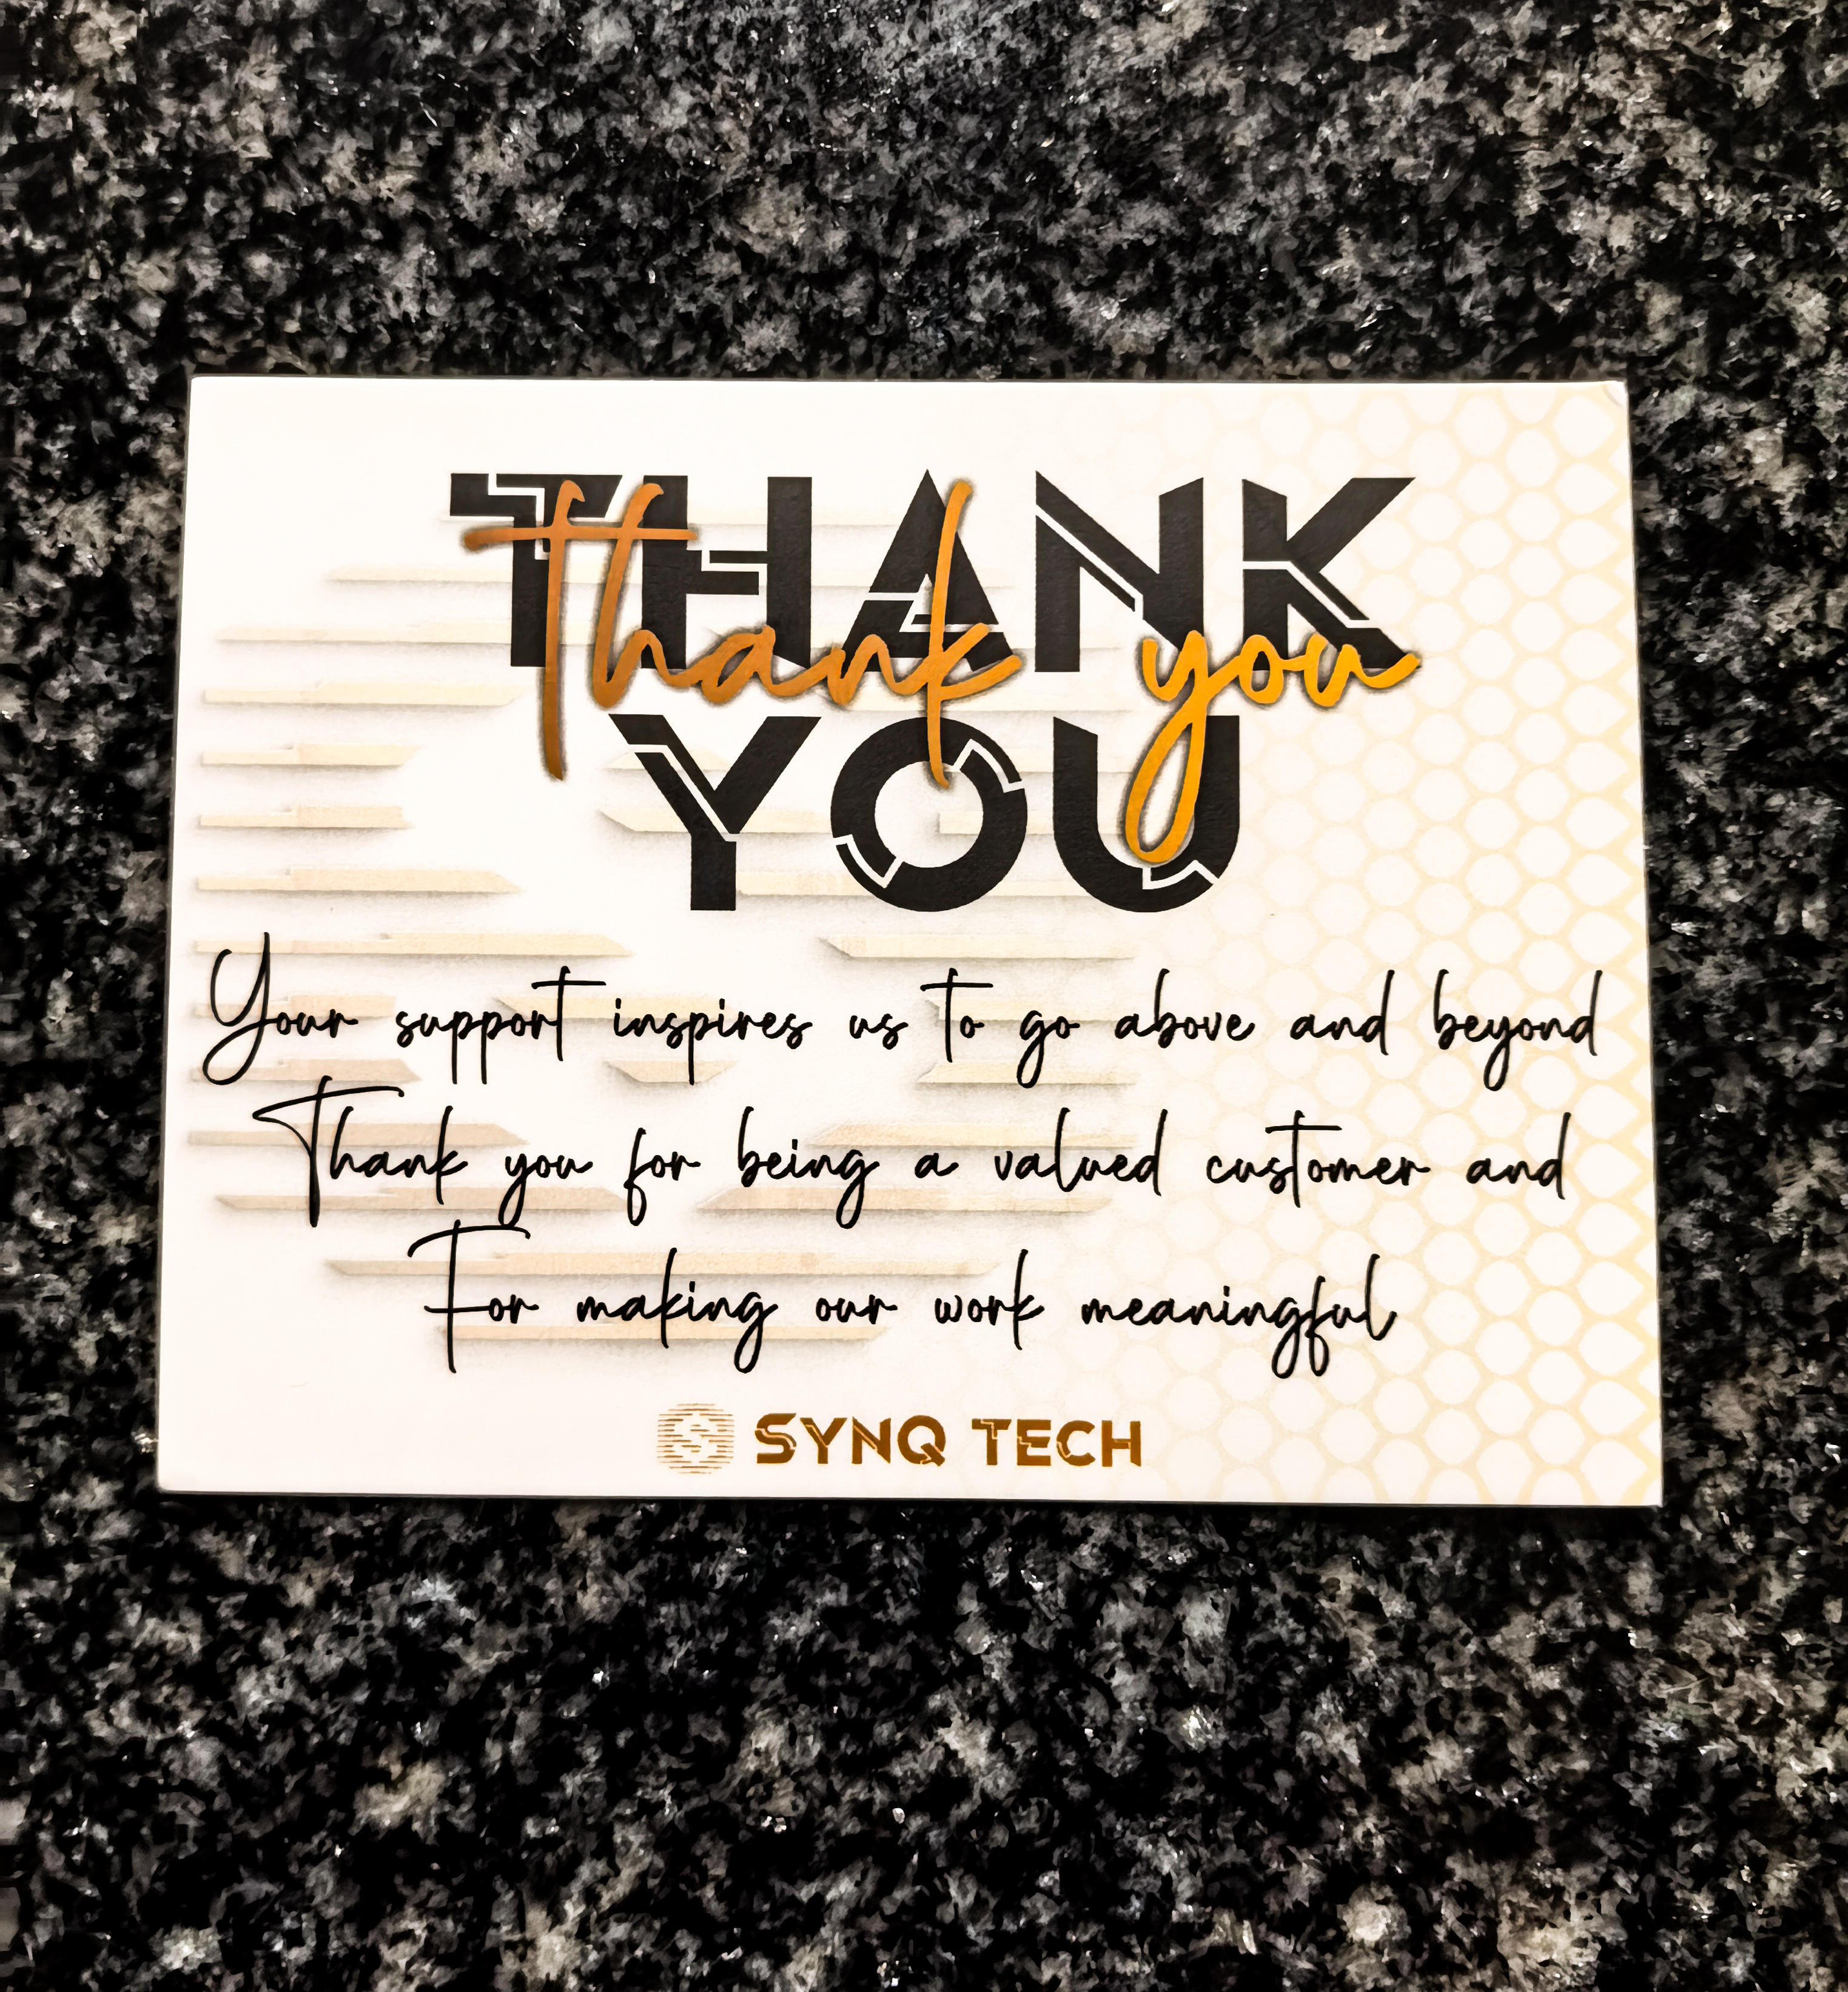 THANK
Thank you
YOU
Your support inspires us to go above and beyond
Thank you for being a valued customer and
For making our work meaningful
SYNQ TECH